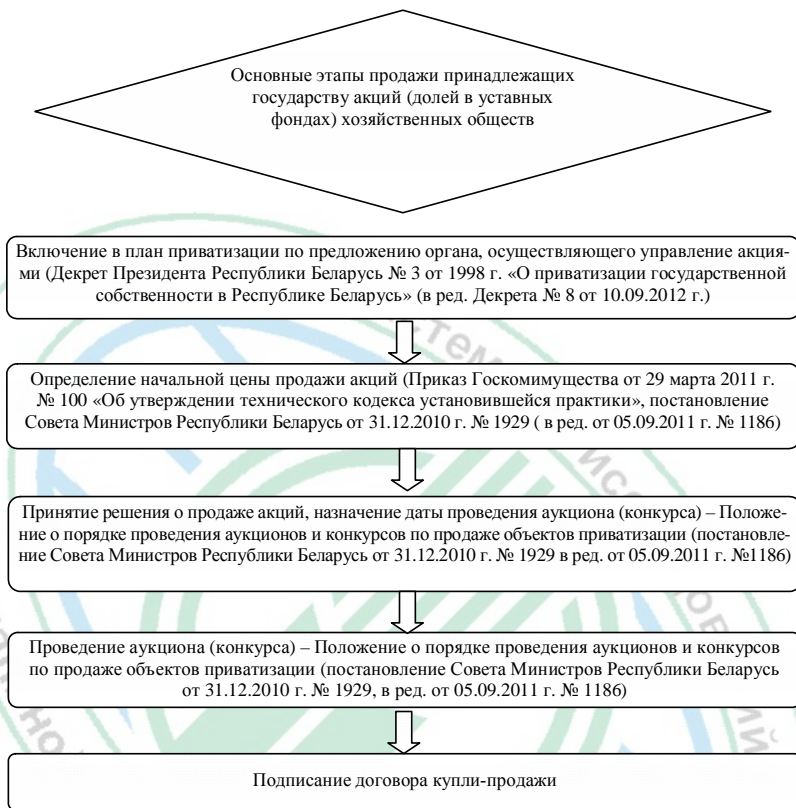 Основные этапы продажи принадлежащих
государству акций (долей в уставных
фондах) хозяйственных обществ
Включение в план приватизации по предложению органа, осуществляющего управление акция-
ми (Декрет Президента Республики Беларусь № 3 от 1998 г. «О приватизации государственной
собственности в Республике Беларусь» (в ред. Декрета № 8 от 10.09.2012 г.)
Определение начальной цены продажи акций (Приказ Госкомимущества от 29 марта 2011 г.
№ 100 «Об утверждении технического кодекса установившейся практики», постановление
Совета Министров Республики Беларусь от 31.12.2010 г. № 1929 ( в ред. от 05.09.2011 г. № 1186)
Принятие решения о продаже акций, назначение даты проведения аукциона (конкурса) – Положе-
ние о порядке проведения аукционов и конкурсов по продаже объектов приватизации (постановле-
ние Совета Министров Республики Беларусь от 31.12.2010 г. № 1929 в ред. от 05.09.2011 г. №1186)
Проведение аукциона (конкурса) – Положение о порядке проведения аукционов и конкурсов
по продаже объектов приватизации (постановление Совета Министров Республики Беларусь
от 31.12.2010 г. № 1929, в ред. от 05.09.2011 г. № 1186)
Подписание договора купли-продажи